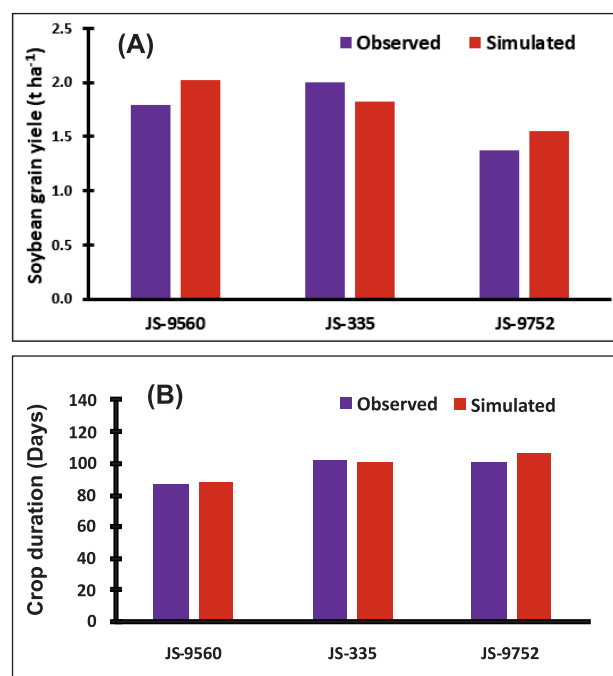 (A)
Observed Simulated
Soybean grain yiele (t ha⁻¹)
2.5
2.0
1.5
1.0
0.5
0.0
JS-9560 JS-335 JS-9752
(B)
Observed Simulated
Crop duration (Days)
140
120
100
80
60
40
20
0
JS-9560 JS-335 JS-9752